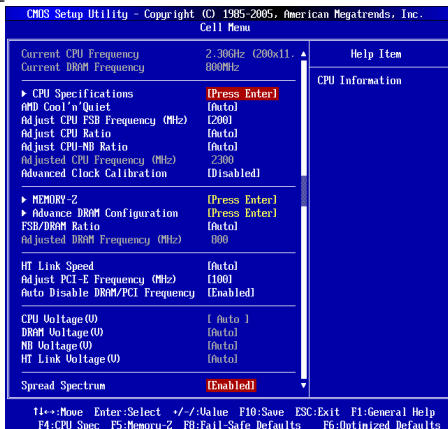 CMOS Setup Utility - Copyright (C) 1985-2005, American Megatrends, Inc.
Cell Menu
Current CPU Frequency 2.30GHz (200x11.
Current DRAM Frequency 800MHz
Help Item
CPU Information
▶ CPU Specifications [Press Enter]
AMD Cool'n'Quiet [Auto]
Adjust CPU FSB Frequency (MHz) [200]
Adjust CPU Ratio [Auto]
Adjust CPU-NB Ratio [Auto]
Adjusted CPU Frequency (MHz) 2300
Advanced Clock Calibration [Disabled]
▶ MEMORY-Z [Press Enter]
▶ Advance DRAM Configuration [Press Enter]
FSB/DRAM Ratio [Auto]
Adjusted DRAM Frequency (MHz) 800
HT Link Speed [Auto]
Adjust PCI-E Frequency (MHz) [100]
Auto Disable DRAM/PCI Frequency [Enabled]
CPU Voltage(V) [ Auto ]
DRAM Voltage(V) [Auto]
NB Voltage(V) [Auto]
HT Link Voltage(V) [Auto]
Spread Spectrum [Enabled]
↑↓←→:Move Enter:Select +/-/:Value F10:Save ESC:Exit F1:General Help
F4:CPU Spec F5:Memory-Z F8:Fail-Safe Defaults F6:Optimized Defaults